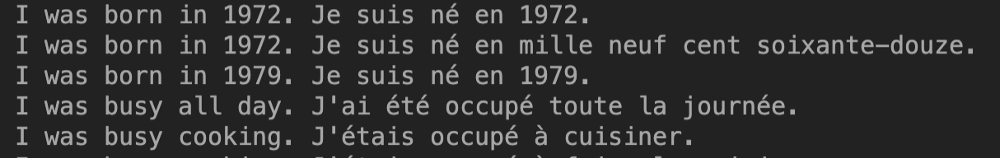 I was born in 1972. Je suis né en 1972.
I was born in 1972. Je suis né en mille neuf cent soixante-douze.
I was born in 1979. Je suis né en 1979.
I was busy all day. J'ai été occupé toute la journée.
I was busy cooking. J'étais occupé à cuisiner.